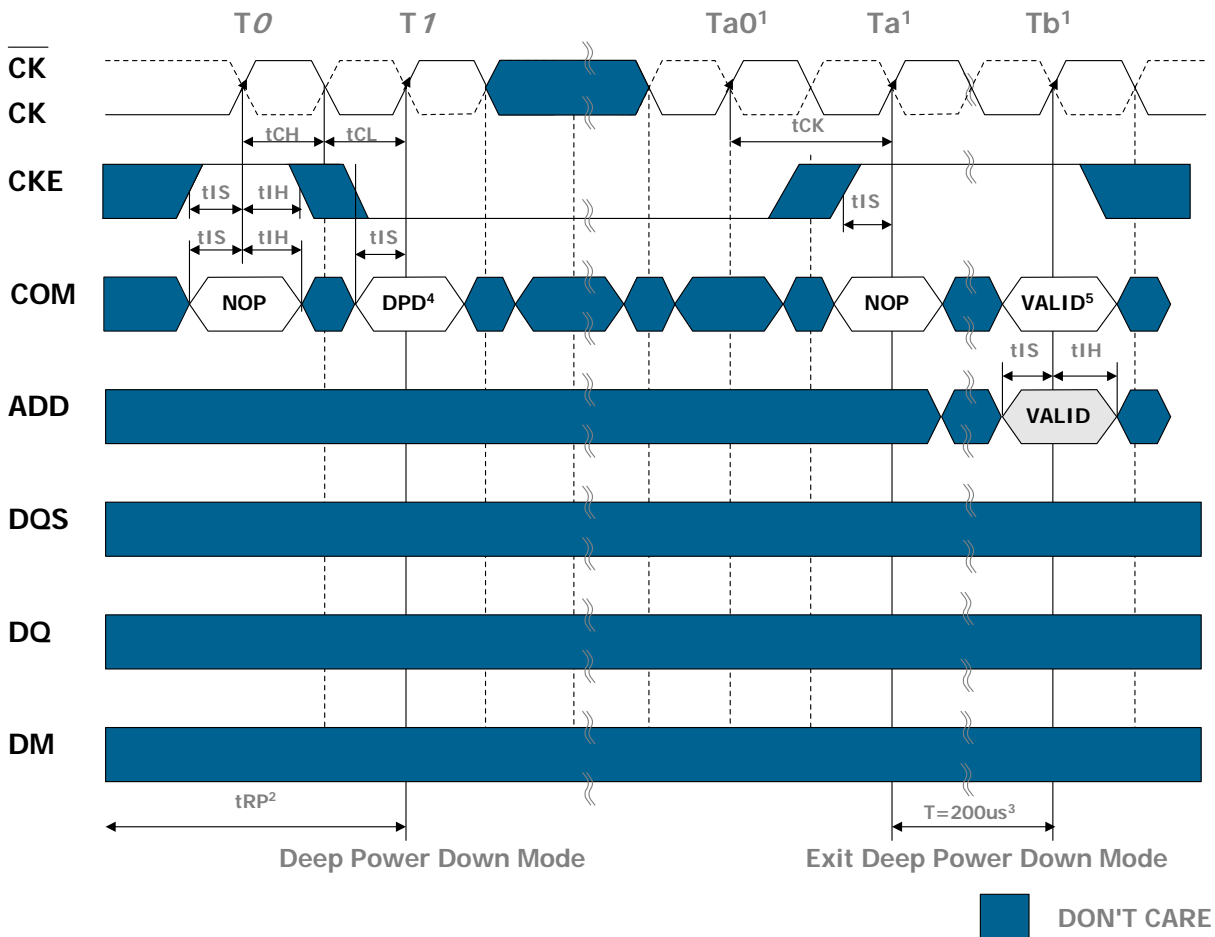 T0 T1 Ta0¹ Ta¹ Tb¹
CK
CK
tCH tCL tCK
CKE
tIS tIH tIS
tIS tIH tIS
COM NOP DPD⁴ NOP VALID⁵
tIS tIH
ADD VALID
DQS
DQ
DM
tRP² T=200us³
Deep Power Down Mode Exit Deep Power Down Mode
DON'T CARE